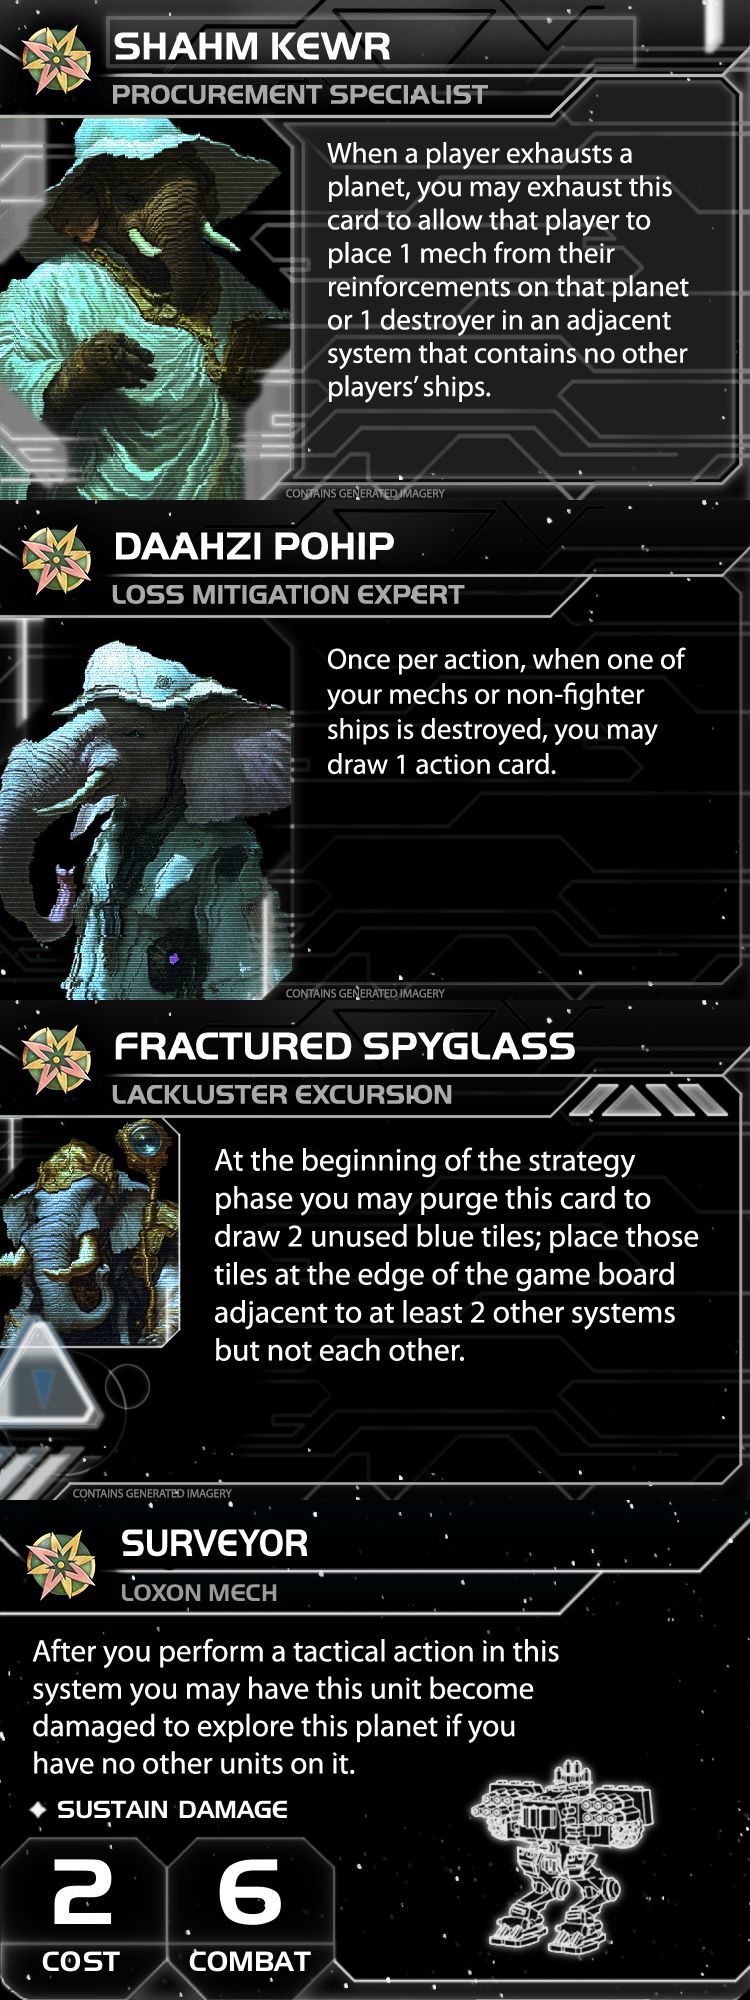 SHAHM KEWR
PROCUREMENT SPECIALIST
When a player exhausts a
planet, you may exhaust this
card to allow that player to
place 1 mech from their
reinforcements on that planet
or 1 destroyer in an adjacent
system that contains no other
players’ ships.
CONTAINS GENERATED IMAGERY
DAAHZI POHIP
LOSS MITIGATION EXPERT
Once per action, when one of
your mechs or non-fighter
ships is destroyed, you may
draw 1 action card.
CONTAINS GENERATED IMAGERY
FRACTURED SPYGLASS
LACKLUSTER EXCURSION
At the beginning of the strategy
phase you may purge this card to
draw 2 unused blue tiles; place those
tiles at the edge of the game board
adjacent to at least 2 other systems
but not each other.
CONTAINS GENERATED IMAGERY
SURVEYOR
LOXON MECH
After you perform a tactical action in this
system you may have this unit become
damaged to explore this planet if you
have no other units on it.
◆ SUSTAIN DAMAGE
2 6
COST COMBAT